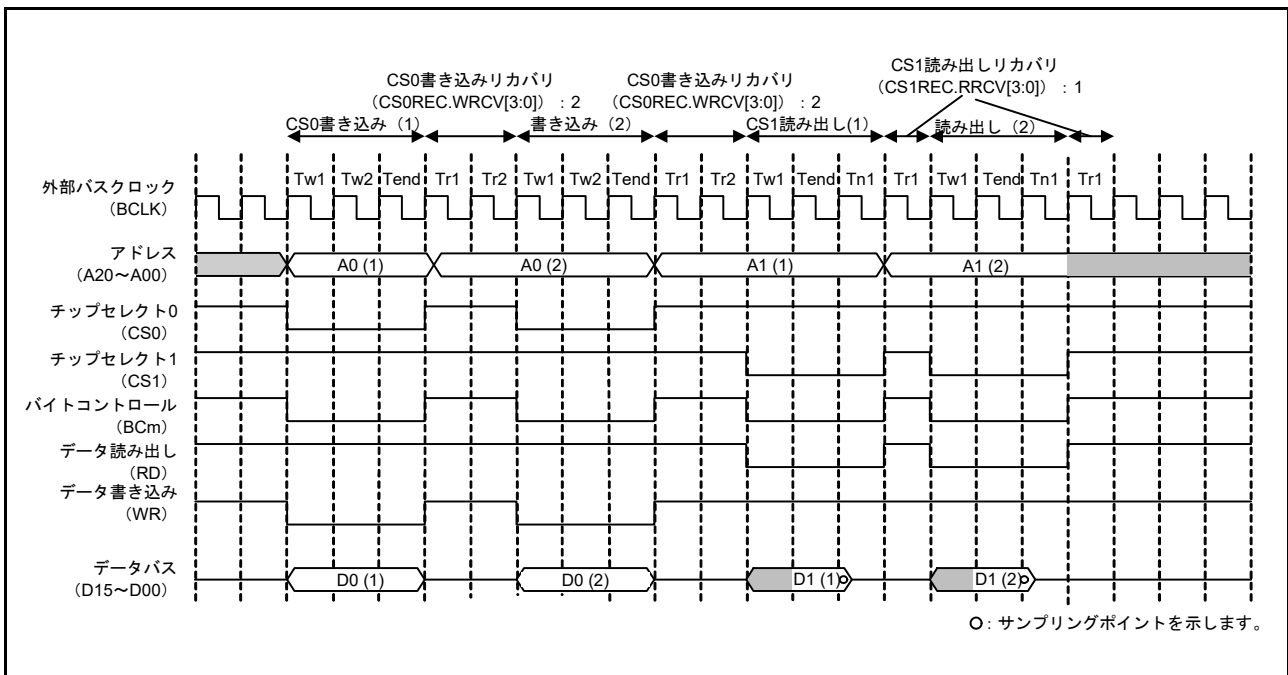 CS1読み出しリカバリ
CS0書き込みリカバリ CS0書き込みリカバリ (CS1REC.RRCV[3:0]) :1
(CS0REC.WRCV[3:0]) :2 (CS0REC.WRCV[3:0]) :2
CS0書き込み(1) 書き込み(2) CS1読み出し(1) 読み出し(2)
外部バスクロック Tw1 Tw2 Tend Tr1 Tr2 Tw1 Tw2 Tend Tr1 Tr2 Tw1 Tend Tn1 Tr1 Tw1 Tend Tn1 Tr1
(BCLK)
アドレス
(A20~A00) A0 (1) A0 (2) A1 (1) A1 (2)
チップセレクト0
(CS0)
チップセレクト1
(CS1)
バイトコントロール
(BCm)
データ読み出し
(RD)
データ書き込み
(WR)
データバス
(D15~D00) D0 (1) D0 (2) D1 (1) D1 (2)
O:サンプリングポイントを示します。